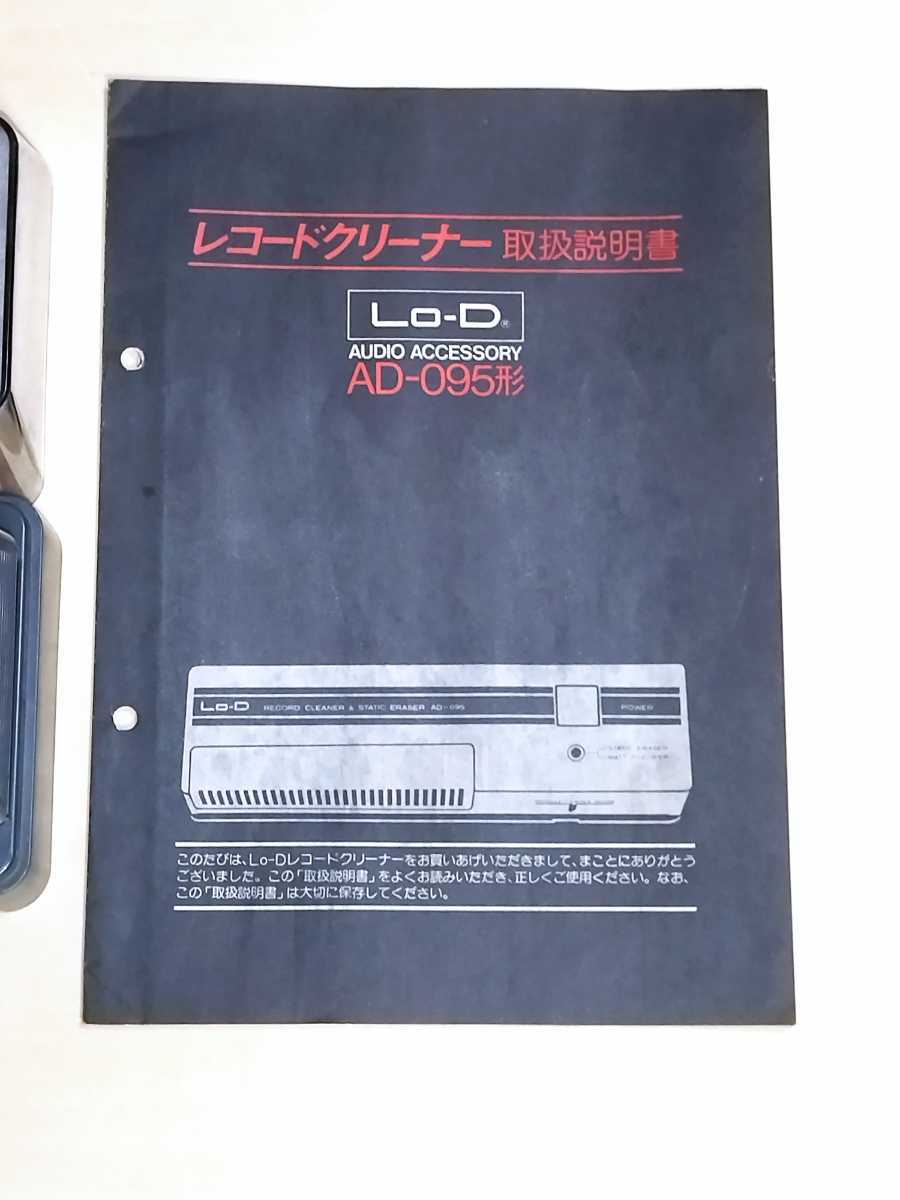 レコードクリーナー 取扱説明書
Lo-D®
AUDIO ACCESSORY
AD-095形
Lo-D RECORD CLEANER & STATIC ERASER AD-095
POWER
このたびは、Lo-Dレコードクリーナーをお買いあげいただきまして、まことにありがとう
ございました。この「取扱説明書」をよくお読みいただき、正しくご使用ください。なお、
この「取扱説明書」は大切に保存してください。